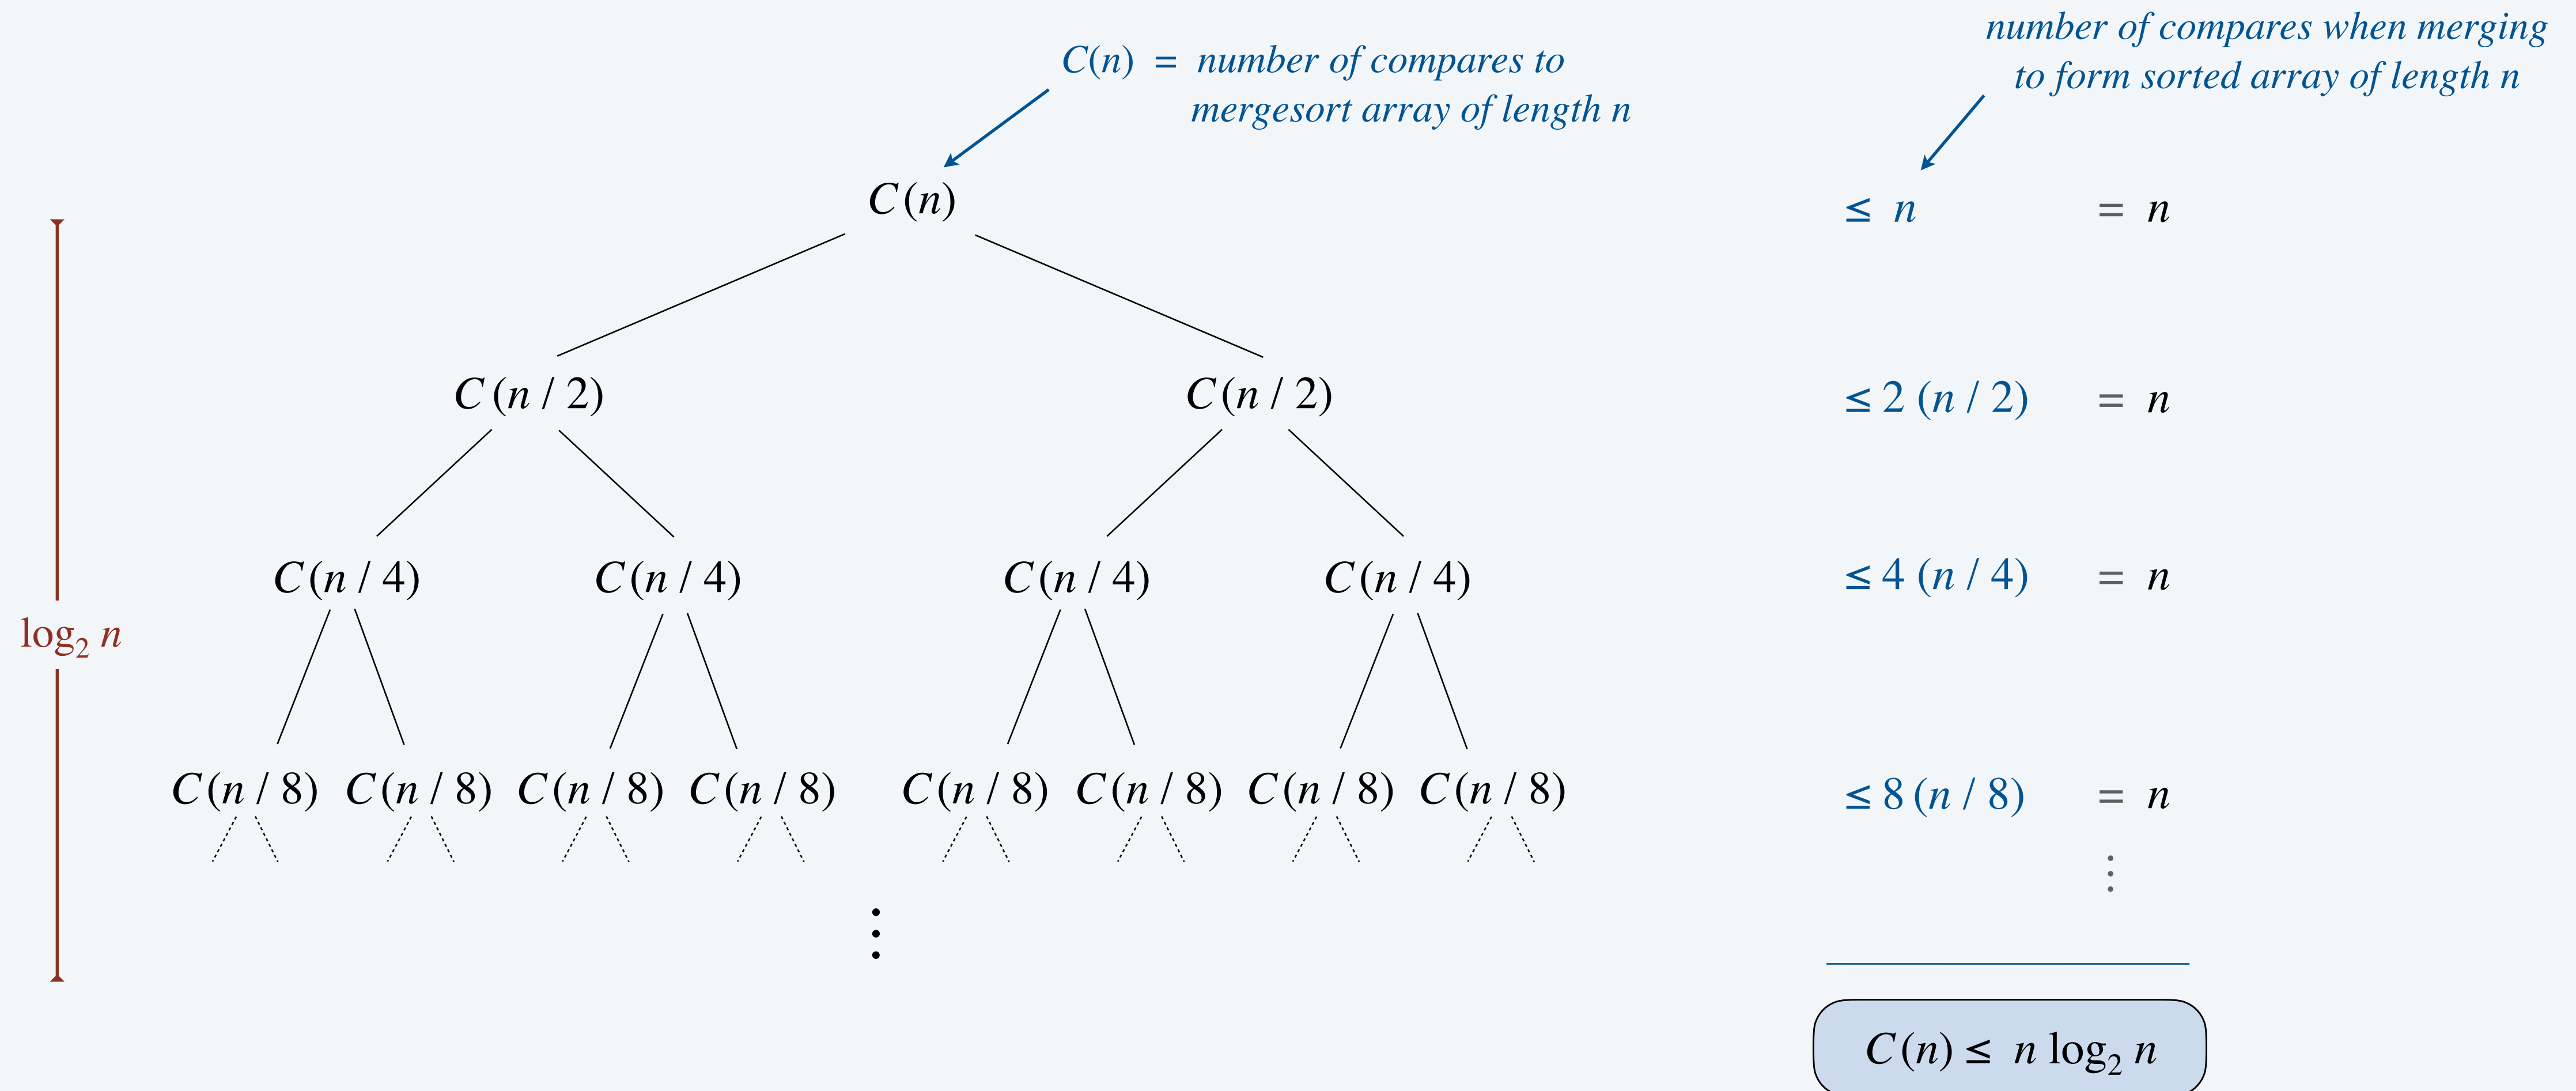 C(n) = number of compares to
mergesort array of length n
number of compares when merging
to form sorted array of length n
C(n)
≤ n = n
C(n / 2) C(n / 2)
≤ 2 (n / 2) = n
C(n / 4) C(n / 4) C(n / 4) C(n / 4)
≤ 4 (n / 4) = n
log₂ n
C(n / 8) C(n / 8) C(n / 8) C(n / 8) C(n / 8) C(n / 8) C(n / 8) C(n / 8)
≤ 8 (n / 8) = n
⋮
⋮
C(n) ≤ n log₂ n